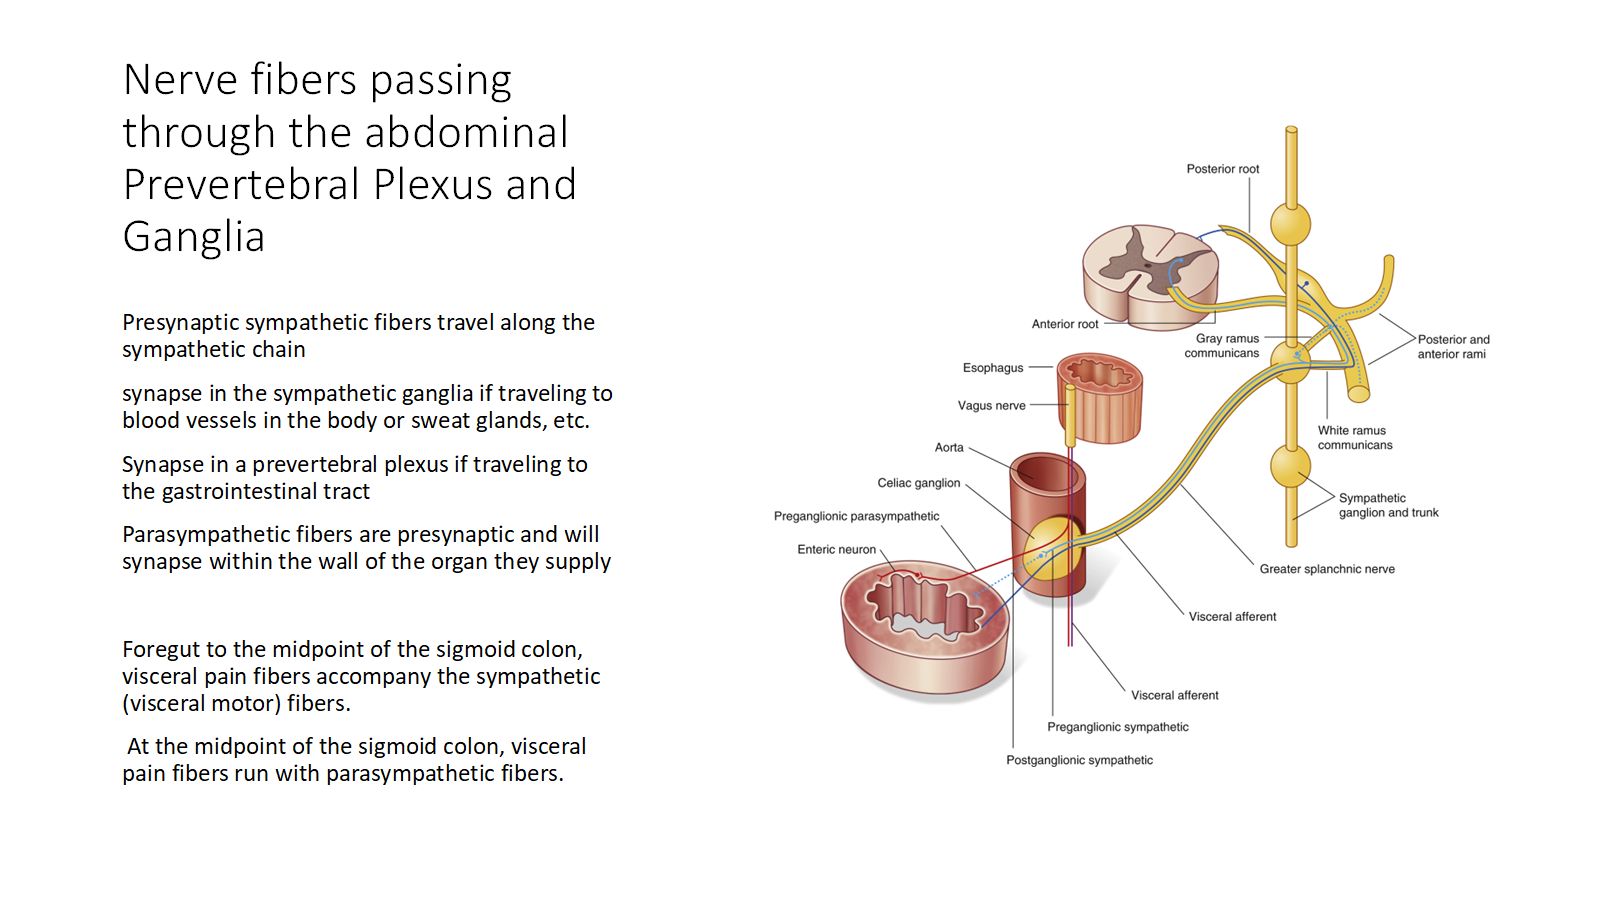 Nerve fibers passing
through the abdominal
Prevertebral Plexus and
Ganglia
Presynaptic sympathetic fibers travel along the
sympathetic chain
synapse in the sympathetic ganglia if traveling to
blood vessels in the body or sweat glands, etc.
Synapse in a prevertebral plexus if traveling to
the gastrointestinal tract
Parasympathetic fibers are presynaptic and will
synapse within the wall of the organ they supply
Foregut to the midpoint of the sigmoid colon,
visceral pain fibers accompany the sympathetic
(visceral motor) fibers.
At the midpoint of the sigmoid colon, visceral
pain fibers run with parasympathetic fibers.
Posterior root
Anterior root
Gray ramus
communicans
Posterior and
anterior rami
Esophagus
Vagus nerve
White ramus
communicans
Aorta
Celiac ganglion
Sympathetic
ganglion and trunk
Preganglionic parasympathetic
Enteric neuron
Greater splanchnic nerve
Visceral afferent
Visceral afferent
Preganglionic sympathetic
Postganglionic sympathetic